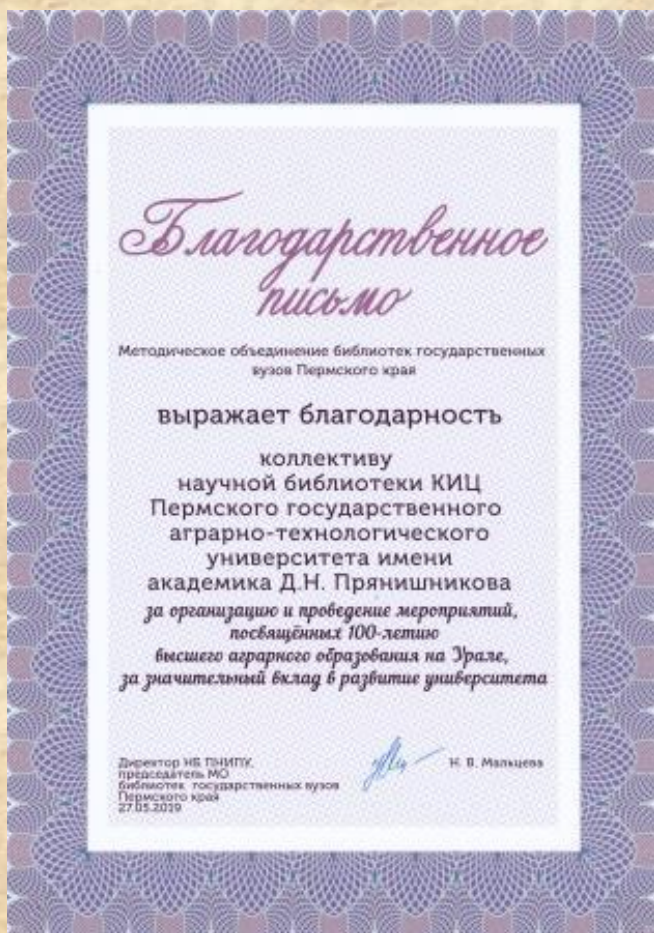 Благодарственное
письмо
Методическое объединение библиотек государственных
вузов Пермского края
выражает благодарность
коллективу
научной библиотеки КИЦ
Пермского государственного
аграрно-технологического
университета имени
академика Д.Н. Прянишникова
за организацию и проведение мероприятий,
посвящённых 100-летию
высшего аграрного образования на Урале,
за значительный вклад в развитие университета
Директор НБ ПНИПУ,
председатель МО
библиотек государственных вузов
Пермского края
27.05.2019
Н. В. Мальцева